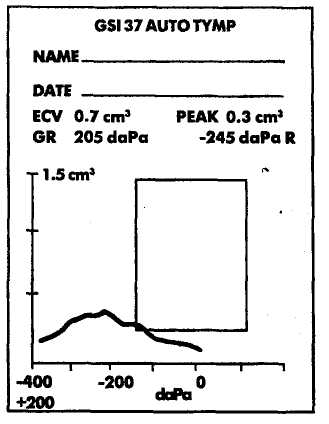 GSI 37 AUTO TYMP
NAME
DATE
ECV 0.7 cm³ PEAK 0.3 cm³
GR 205 daPa -245 daPa R
1.5 cm³
-400 -200 0
+200 daPa